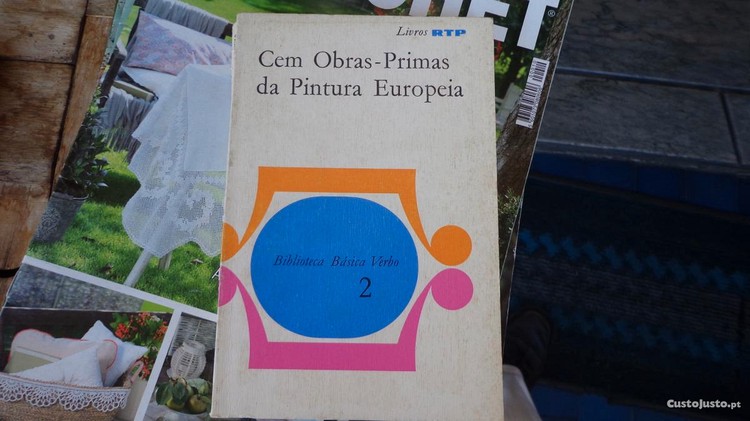 Livros RTP
Cem Obras-Primas
da Pintura Europeia
Biblioteca Básica Verbo
2
CustoJusto.pt